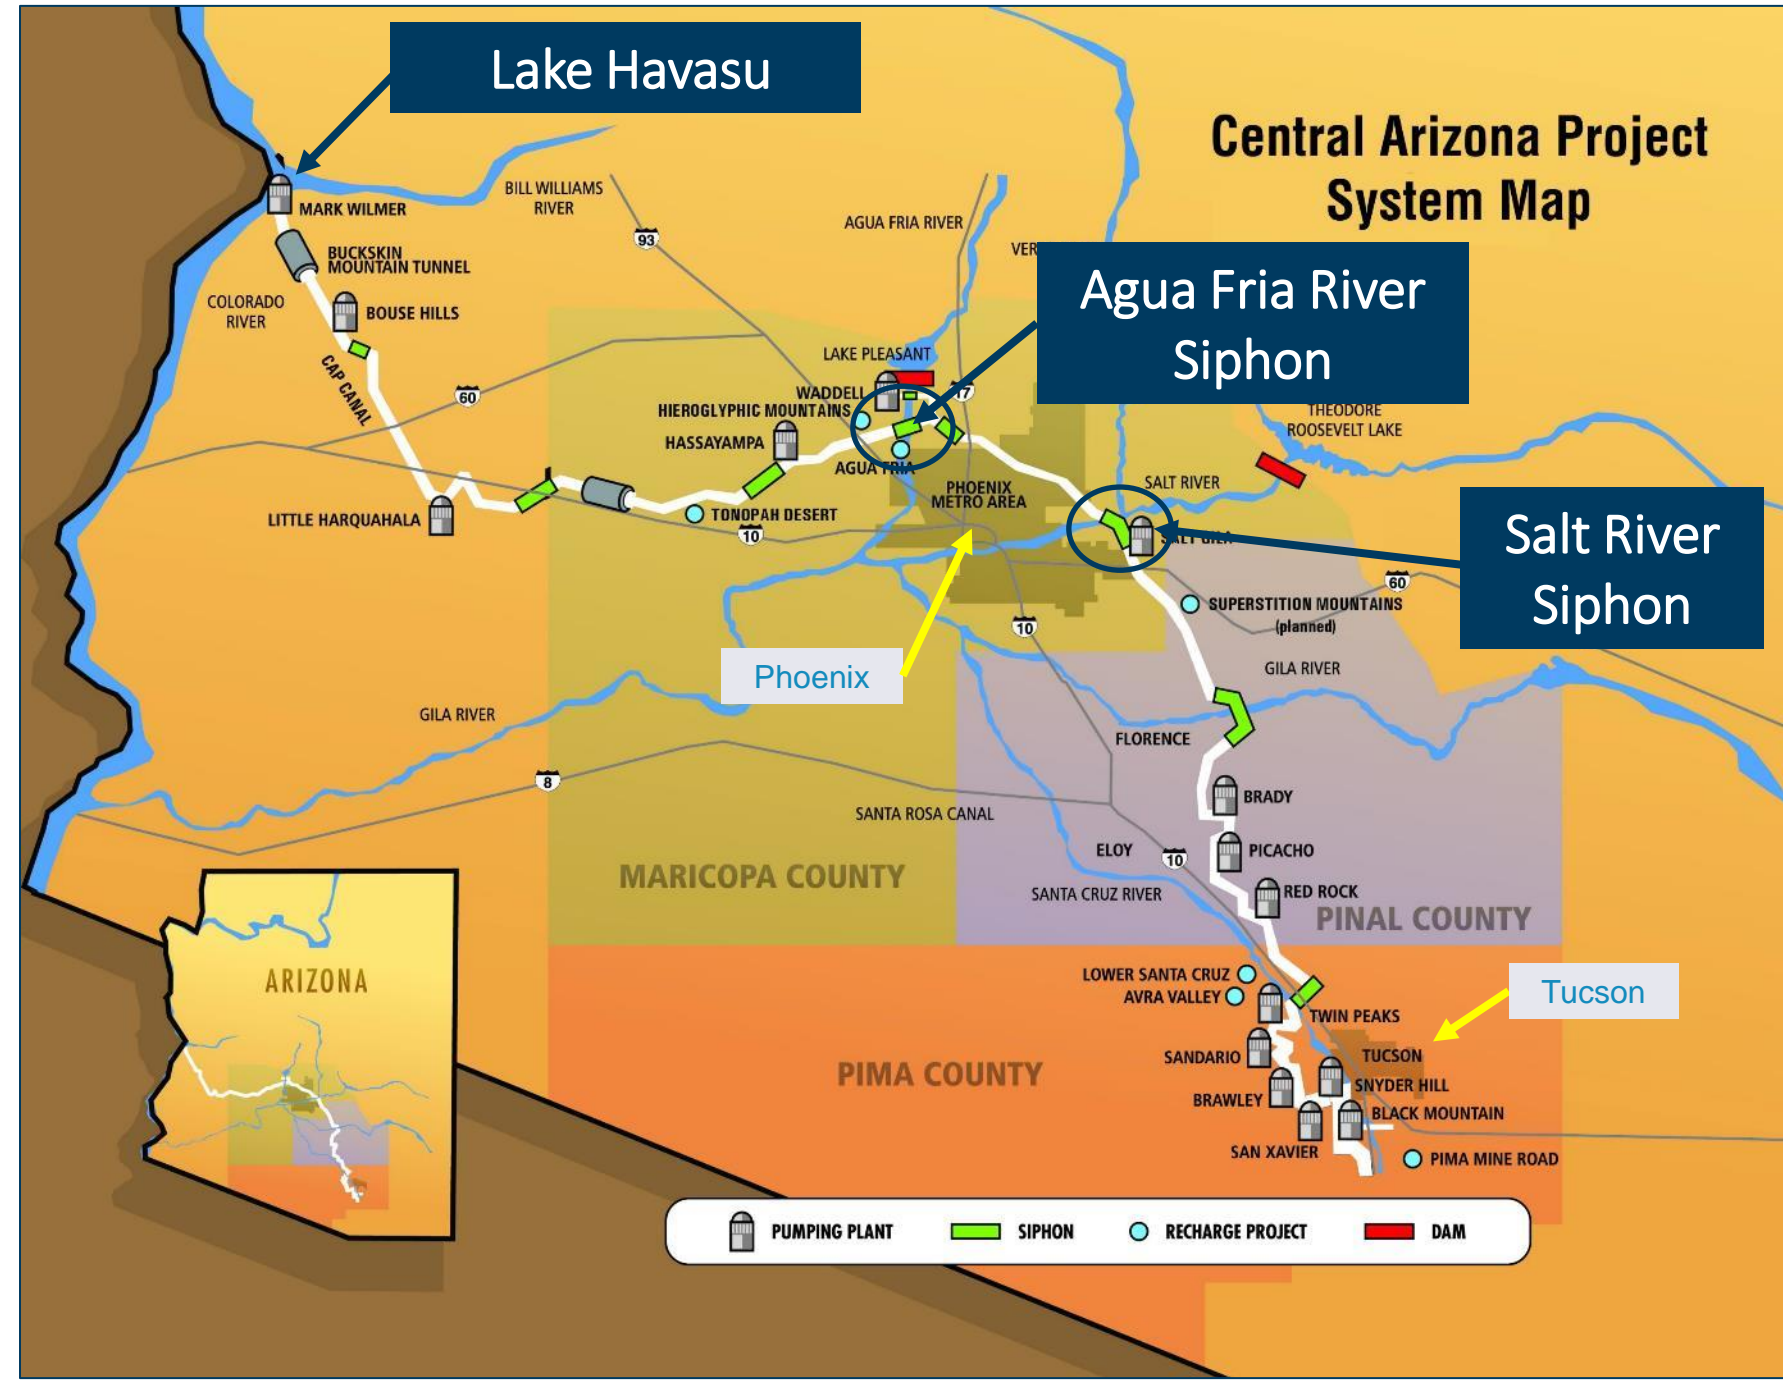 Lake Havasu
Central Arizona Project
System Map
MARK WILMER
BILL WILLIAMS
RIVER
93
AGUA FRIA RIVER
BUCKSKIN
MOUNTAIN TUNNEL
COLORADO
RIVER
BOUSE HILLS
CAP CANAL
60
Agua Fria River
Siphon
LAKE PLEASANT
WADDELL
17
HIEROGLYPHIC MOUNTAINS
HASSAYAMPA
AGUA FRIA
THEODORE
ROOSEVELT LAKE
LITTLE HARQUAHALA
TONOPAH DESERT
10
PHOENIX
METRO AREA
SALT RIVER
SALT GILA
Salt River
Siphon
60
SUPERSTITION MOUNTAINS
(planned)
10
Phoenix
GILA RIVER
GILA RIVER
FLORENCE
8
SANTA ROSA CANAL
BRADY
ELOY
10
PICACHO
MARICOPA COUNTY
SANTA CRUZ RIVER
RED ROCK
PINAL COUNTY
ARIZONA
LOWER SANTA CRUZ
AVRA VALLEY
TWIN PEAKS
Tucson
SANDARIO
TUCSON
PIMA COUNTY
SNYDER HILL
BRAWLEY
BLACK MOUNTAIN
SAN XAVIER
PIMA MINE ROAD
PUMPING PLANT
SIPHON
RECHARGE PROJECT
DAM